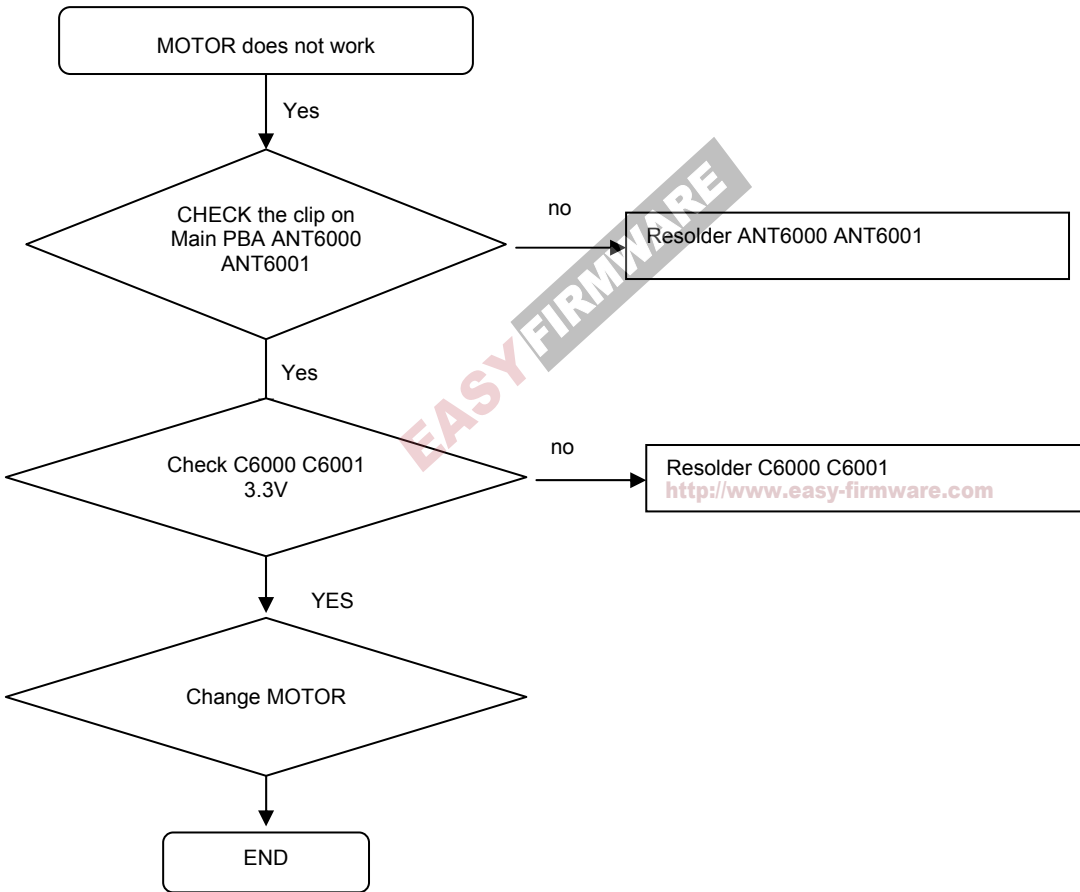 MOTOR does not work
Yes
CHECK the clip on
Main PBA ANT6000
ANT6001
no
Resolder ANT6000 ANT6001
EASY FIRMWARE
Yes
Check C6000 C6001
3.3V
no
Resolder C6000 C6001
http://www.easy-firmware.com
YES
Change MOTOR
END